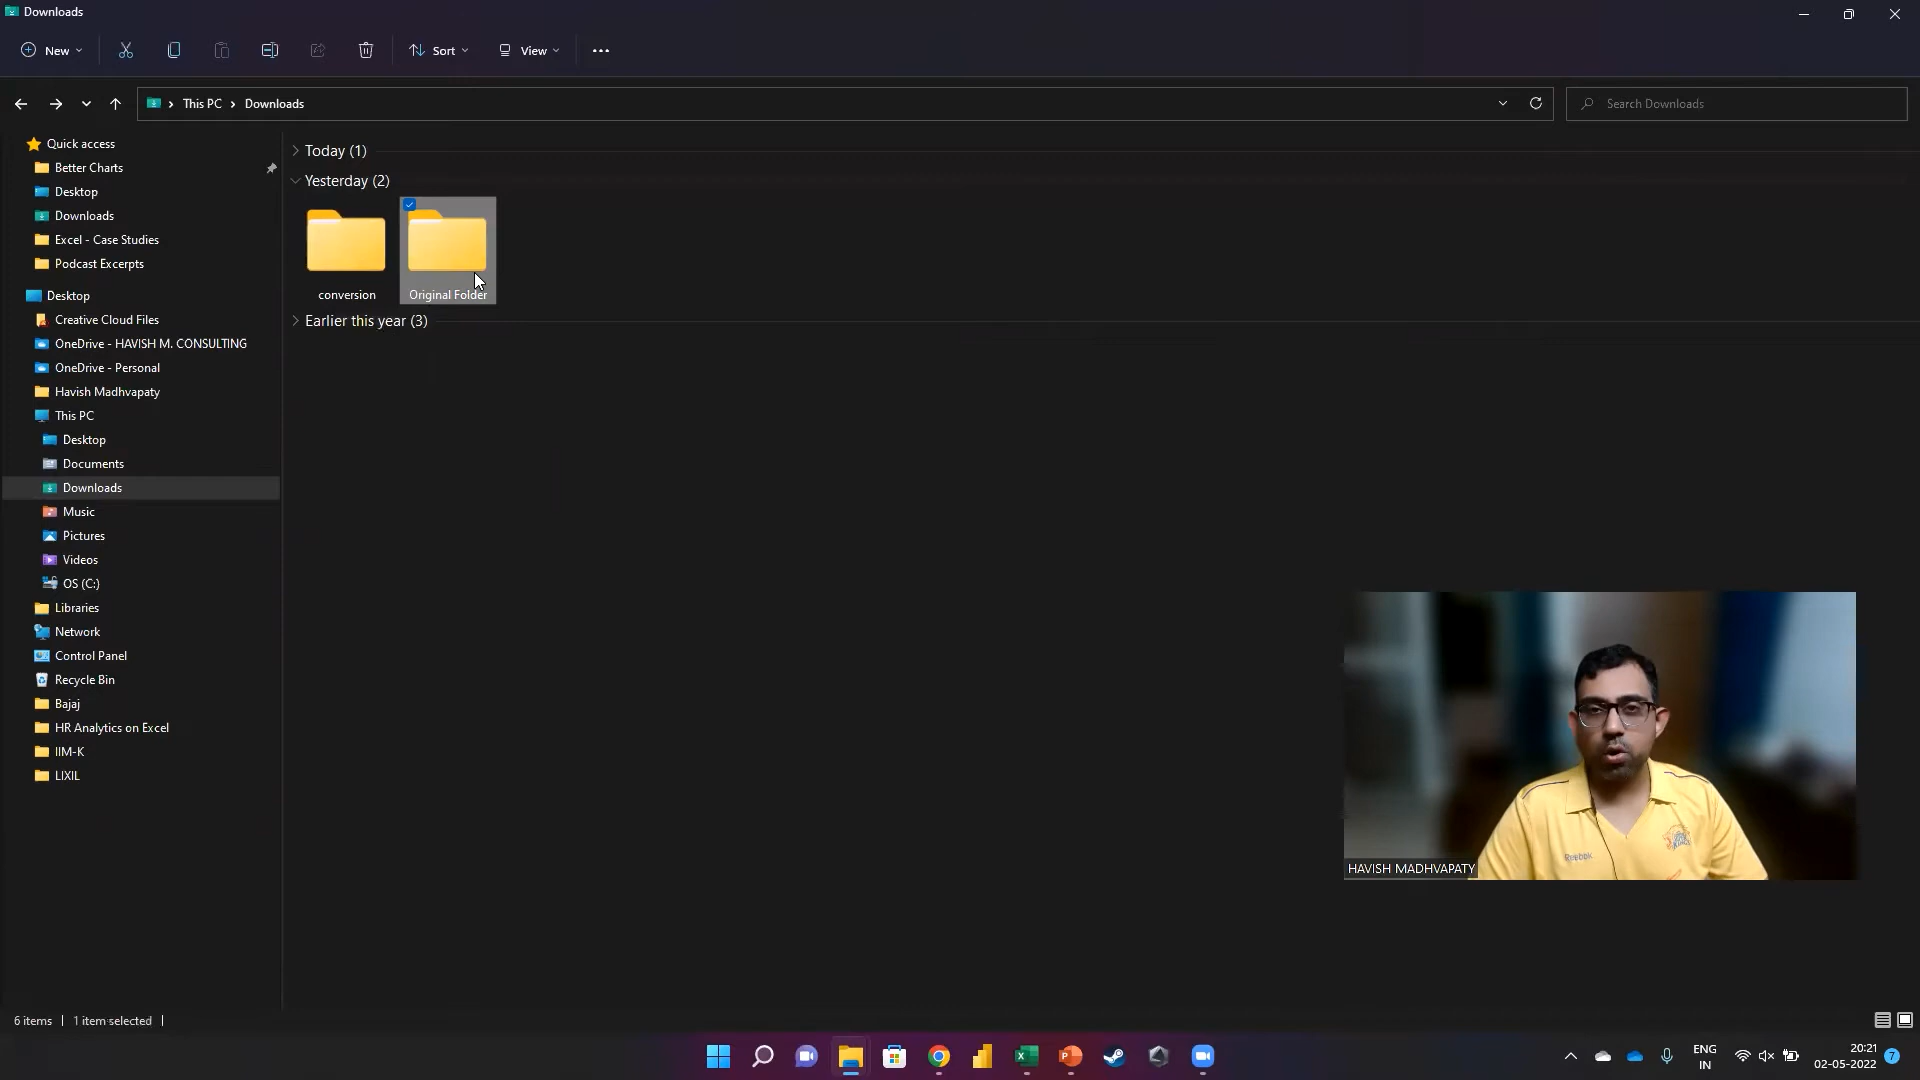 Downloads
New
Sort
View
This PC
Downloads
Search Downloads
Quick access
Better Charts
Desktop
Downloads
Excel - Case Studies
Podcast Excerpts
Desktop
Creative Cloud Files
OneDrive - HAVISH M. CONSULTING
OneDrive - Personal
Havish Madhvapaty
This PC
Desktop
Documents
Downloads
Music
Pictures
Videos
OS (C:)
Libraries
Network
Control Panel
Recycle Bin
Bajaj
HR Analytics on Excel
IIM-K
LIXIL
Today (1)
Yesterday (2)
conversion
Original Folder
Earlier this year (3)
Reebok
HAVISH MADHVAPATY
6 items
1 item selected
ENG
IN
20:21
02-05-2022
7